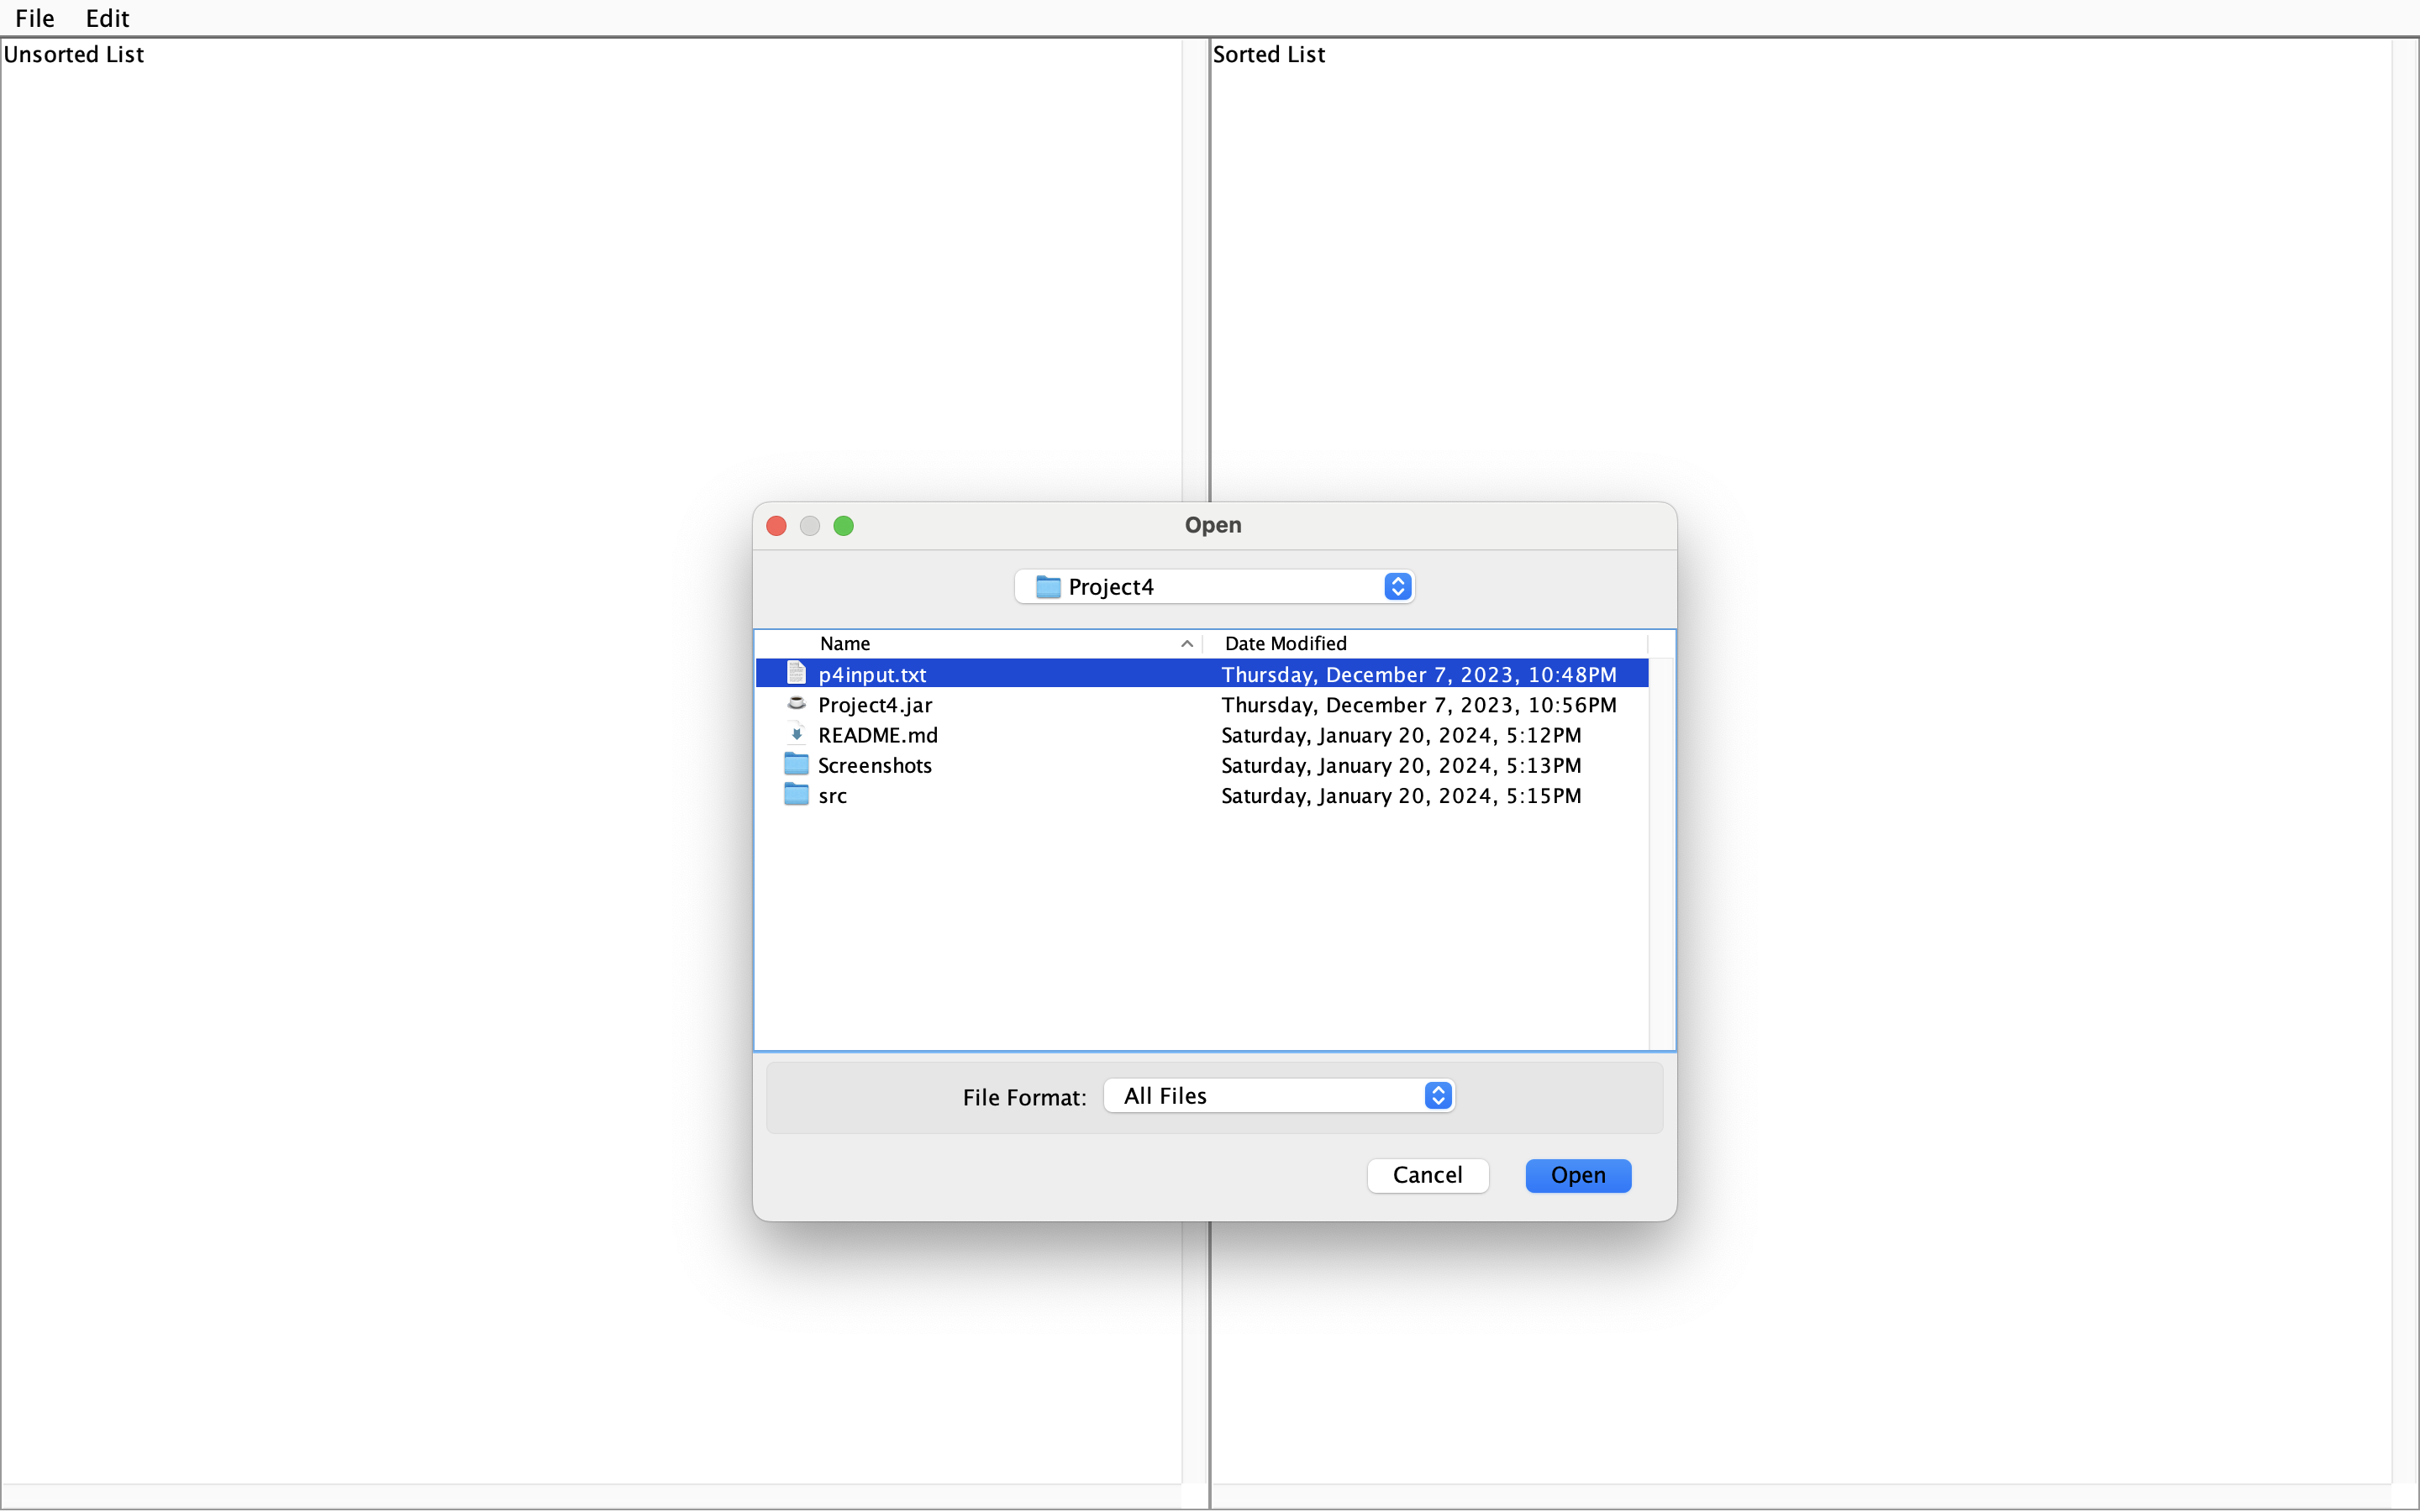 File Edit
Unsorted List
Sorted List
Open
Project4
Name Date Modified
p4input.txt Thursday, December 7, 2023, 10:48PM
Project4.jar Thursday, December 7, 2023, 10:56PM
README.md Saturday, January 20, 2024, 5:12PM
Screenshots Saturday, January 20, 2024, 5:13PM
src Saturday, January 20, 2024, 5:15PM
File Format: All Files
Cancel Open